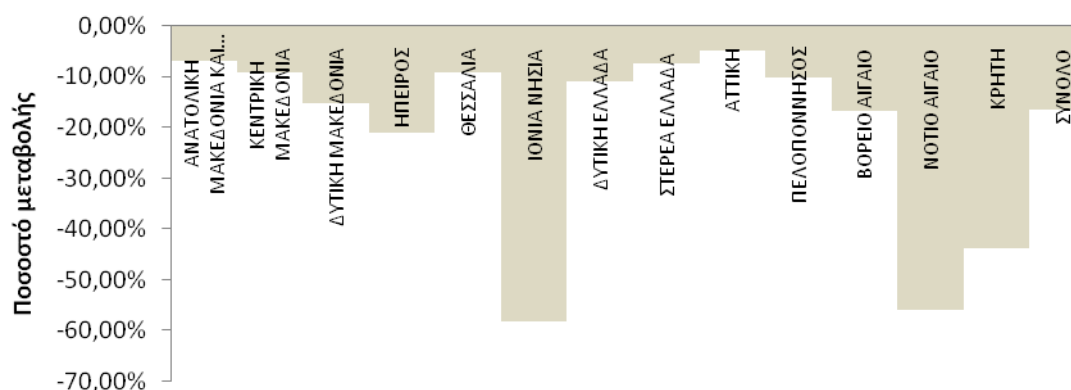 Ποσοστό μεταβολής
0,00%
-10,00%
-20,00%
-30,00%
-40,00%
-50,00%
-60,00%
-70,00%
ΑΝΑΤΟΛΙΚΗ
ΜΑΚΕΔΟΝΙΑ ΚΑΙ...
ΚΕΝΤΡΙΚΗ
ΜΑΚΕΔΟΝΙΑ
ΔΥΤΙΚΗ ΜΑΚΕΔΟΝΙΑ
ΗΠΕΙΡΟΣ
ΘΕΣΣΑΛΙΑ
ΙΟΝΙΑ ΝΗΣΙΑ
ΔΥΤΙΚΗ ΕΛΛΑΔΑ
ΣΤΕΡΕΑ ΕΛΛΑΔΑ
ΑΤΤΙΚΗ
ΠΕΛΟΠΟΝΝΗΣΟΣ
ΒΟΡΕΙΟ ΑΙΓΑΙΟ
ΝΟΤΙΟ ΑΙΓΑΙΟ
ΚΡΗΤΗ
ΣΥΝΟΛΟ